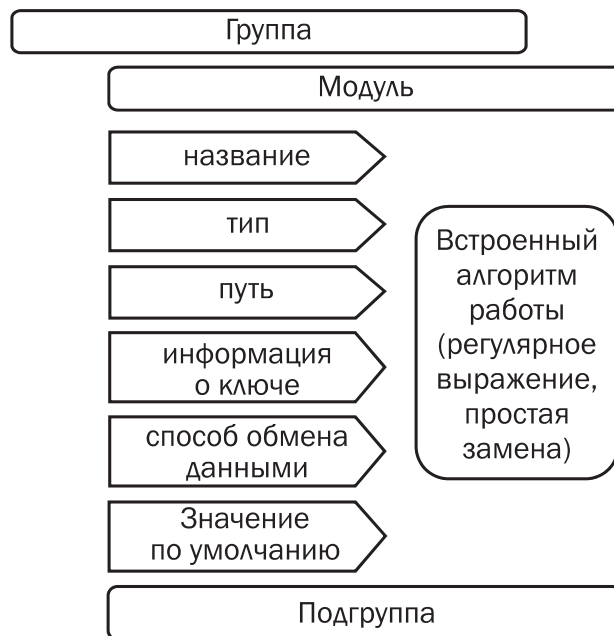 Группа
Модуль
название
тип
путь
информация
о ключе
способ обмена
данными
Значение
по умолчанию
Встроенный
алгоритм
работы
(регулярное
выражение,
простая
замена)
Подгруппа